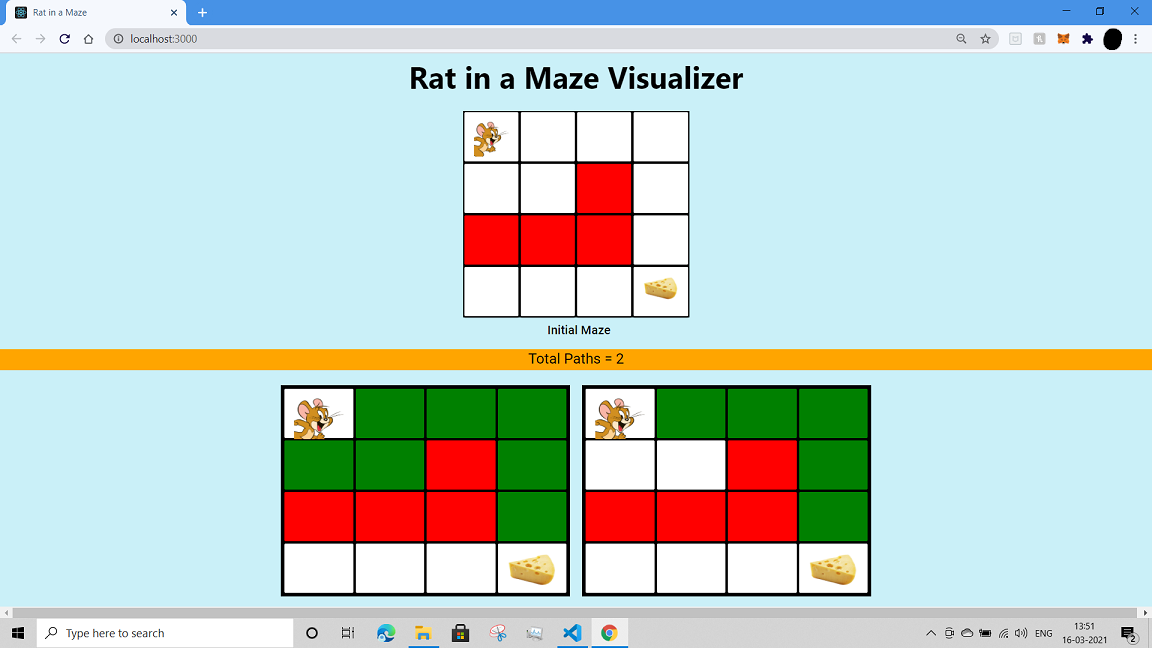 Rat in a Maze
localhost:3000
Rat in a Maze Visualizer
Initial Maze
Total Paths = 2
Type here to search
ENG
13:51
16-03-2021
2